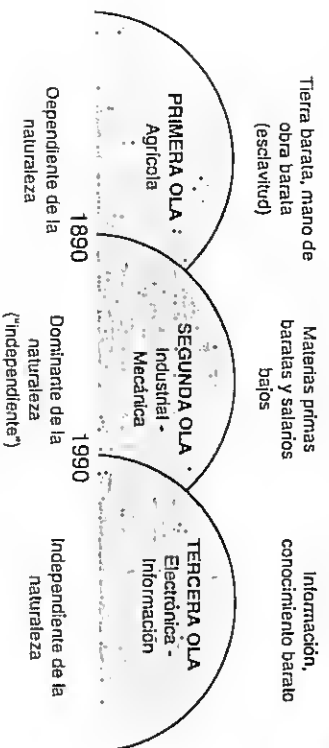 Tierra barata, mano de
obra barata
(esclavitud)
Materias primas
baratas y salarios
bajos
Información,
conocimiento barato
PRIMERA OLA
Agrícola
SEGUNDA OLA
Industrial -
Mecánica
TERCERA OLA
Electrónica -
Información
1890
1990
Dependiente de la
naturaleza
Dominante de la
naturaleza
("independiente")
Independiente de la
naturaleza